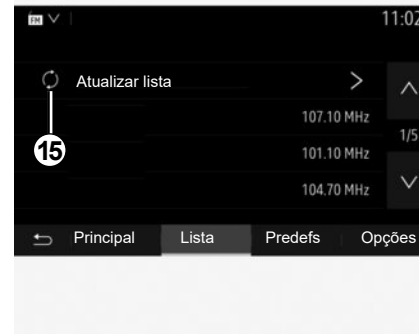 FM 11:02
Atualizar lista
107.10 MHz
1/5
15 101.10 MHz
104.70 MHz
Principal Lista Predefs Opções